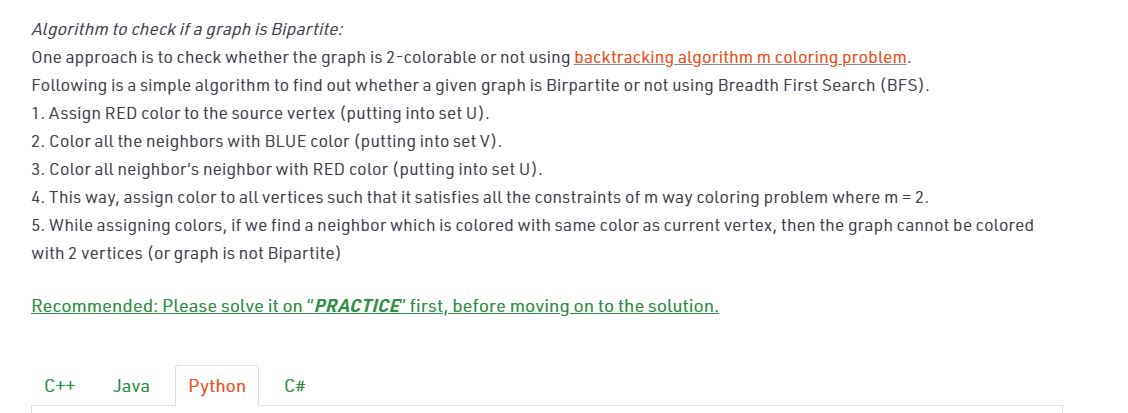 Algorithm to check if a graph is Bipartite:
One approach is to check whether the graph is 2-colorable or not using backtracking algorithm m coloring problem.
Following is a simple algorithm to find out whether a given graph is Birpartite or not using Breadth First Search (BFS).
1. Assign RED color to the source vertex (putting into set U).
2. Color all the neighbors with BLUE color (putting into set V).
3. Color all neighbor's neighbor with RED color (putting into set U).
4. This way, assign color to all vertices such that it satisfies all the constraints of m way coloring problem where m = 2.
5. While assigning colors, if we find a neighbor which is colored with same color as current vertex, then the graph cannot be colored
with 2 vertices (or graph is not Bipartite)
Recommended: Please solve it on "PRACTICE" first, before moving on to the solution.
C++ Java Python C#